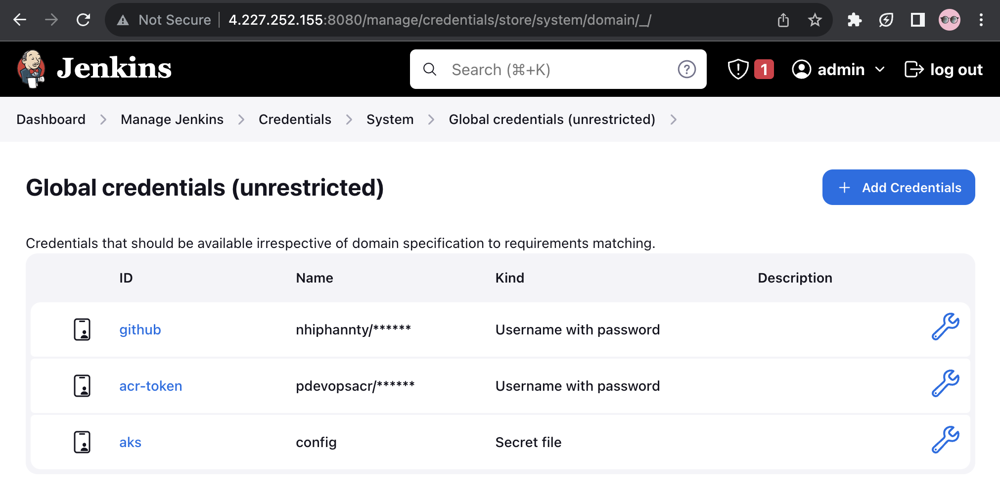 Not Secure 4.227.252.155:8080/manage/credentials/store/system/domain/_/
Jenkins Search (⌘+K) ? 1 admin log out
Dashboard Manage Jenkins Credentials System Global credentials (unrestricted)
Global credentials (unrestricted) + Add Credentials
Credentials that should be available irrespective of domain specification to requirements matching.
ID Name Kind Description
github nhiphannty/****** Username with password
acr-token pdevopsacr/****** Username with password
aks config Secret file